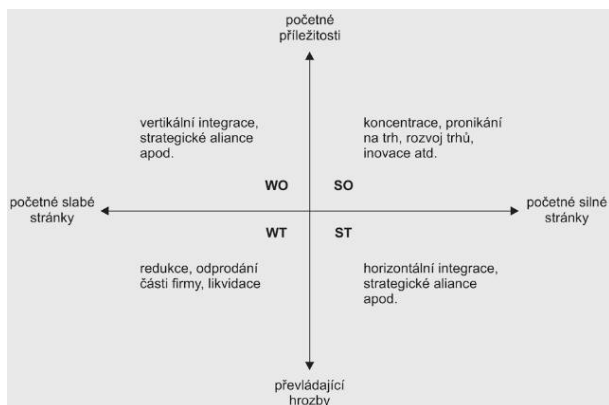 početné
příležitosti
vertikální integrace,
strategické aliance
apod.
koncentrace, pronikání
na trh, rozvoj trhů,
inovace atd.
WO
SO
početné slabé
stránky
početné silné
stránky
WT
ST
redukce, odprodání
části firmy, likvidace
horizontální integrace,
strategické aliance
apod.
převládající
hrozby